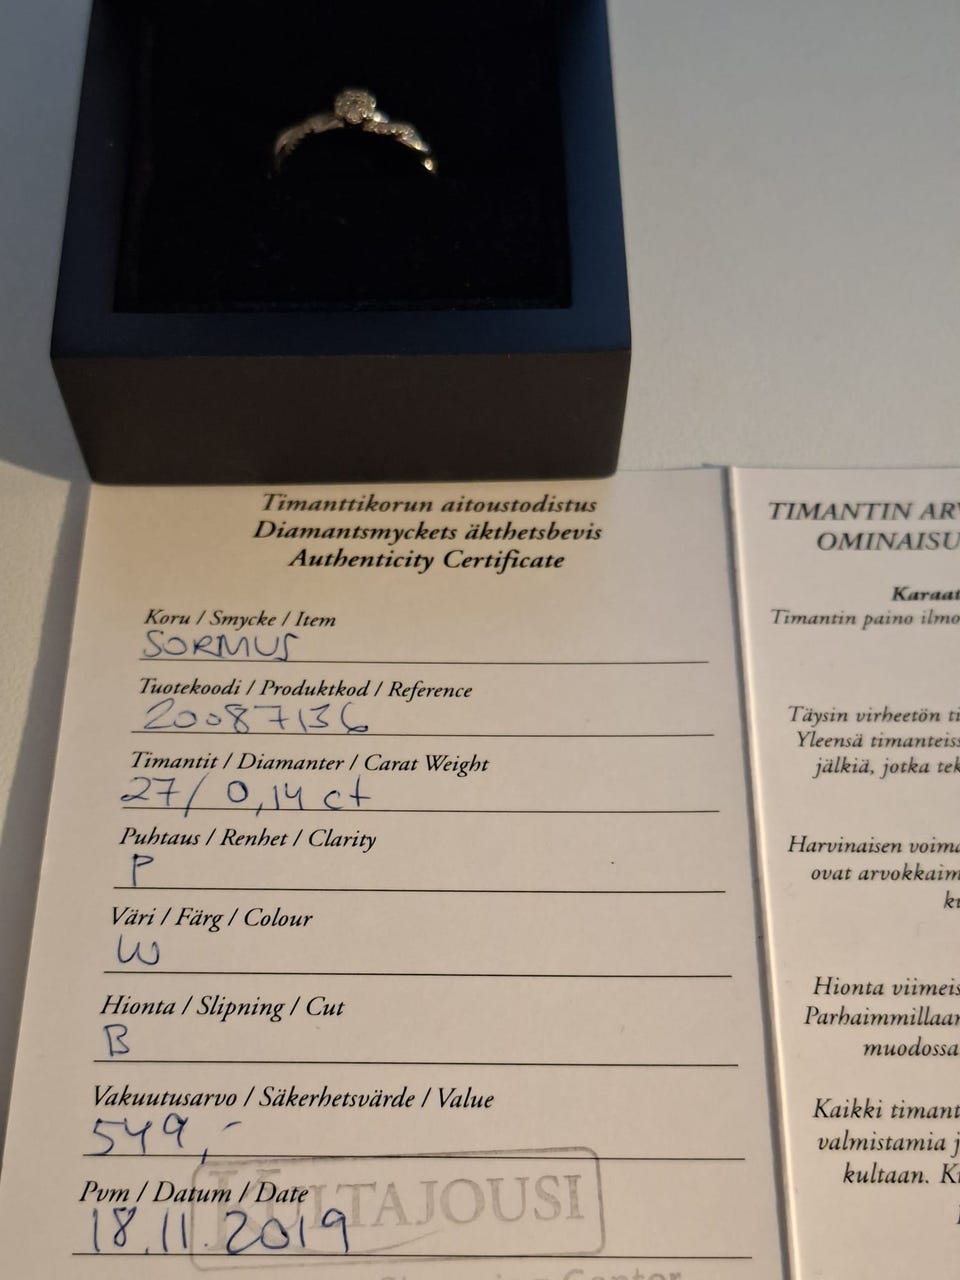 Timanttikorun aitoustodistus
Diamantsmyckets äkthetsbevis
Authenticity Certificate
Koru / Smycke / Item
SORMUS
Tuotekoodi / Produktkod / Reference
20087136
Timantit / Diamanter / Carat Weight
27/ 0,14 ct
Puhtaus / Renhet / Clarity
P
Väri / Färg / Colour
W
Hionta / Slipning / Cut
B
Vakuutusarvo / Säkerhetsvärde / Value
549,-
Pvm / Datum / Date
18.11.2019
KULTAJOUSI
TIMANTIN AR
OMINAISU
Karaat
Timantin paino ilmo
Täysin virheetön ti
Yleensä timanteiss
jälkiä, jotka tek
Harvinaisen voima
ovat arvokkaim
ku
Hionta viimeis
Parhaimmillaan
muodossa
Kaikki timant
valmistamia j
kultaan. K